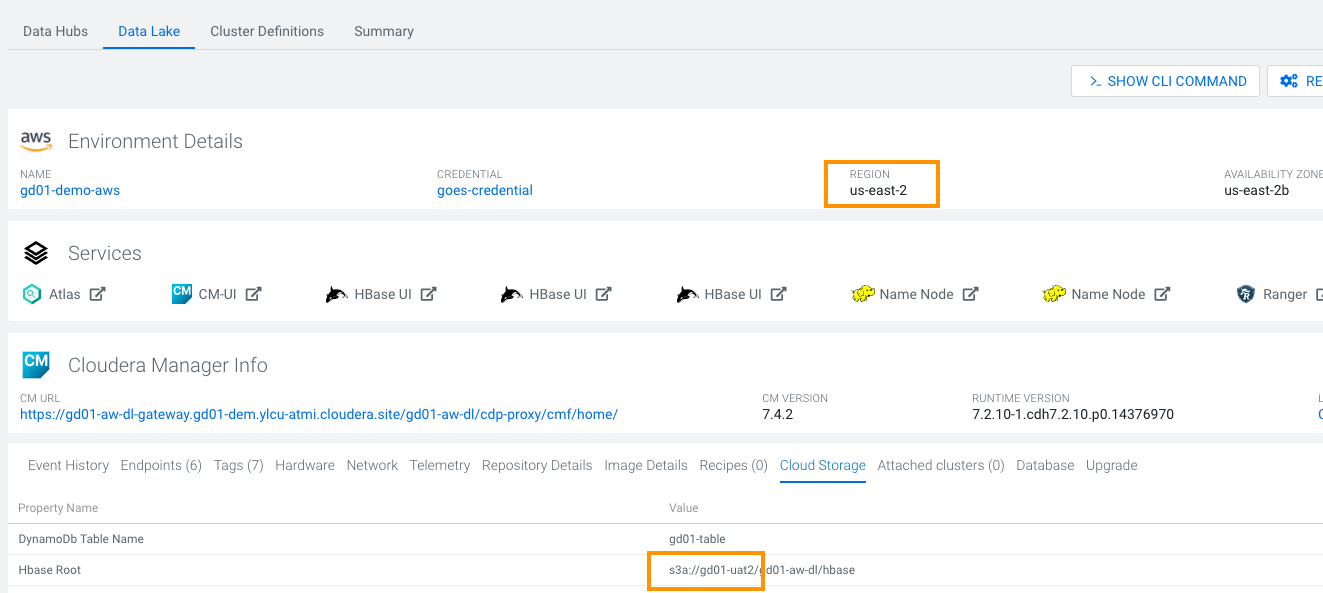 Data Hubs Data Lake Cluster Definitions Summary
SHOW CLI COMMAND RE
aws Environment Details
NAME CREDENTIAL REGION AVAILABILITY ZONE
gd01-demo-aws goes-credential us-east-2 us-east-2b
Services
Atlas CM CM-UI HBase UI HBase UI HBase UI Name Node Name Node Ranger
CM Cloudera Manager Info
CM URL CM VERSION RUNTIME VERSION L
https://gd01-aw-dl-gateway.gd01-dem.ylcu-atmi.cloudera.site/gd01-aw-dl/cdp-proxy/cmf/home/ 7.4.2 7.2.10-1.cdh7.2.10.p0.14376970
Event History Endpoints (6) Tags (7) Hardware Network Telemetry Repository Details Image Details Recipes (0) Cloud Storage Attached clusters (0) Database Upgrade
Property Name Value
DynamoDb Table Name gd01-table
Hbase Root s3a://gd01-uat2/gd01-aw-dl/hbase